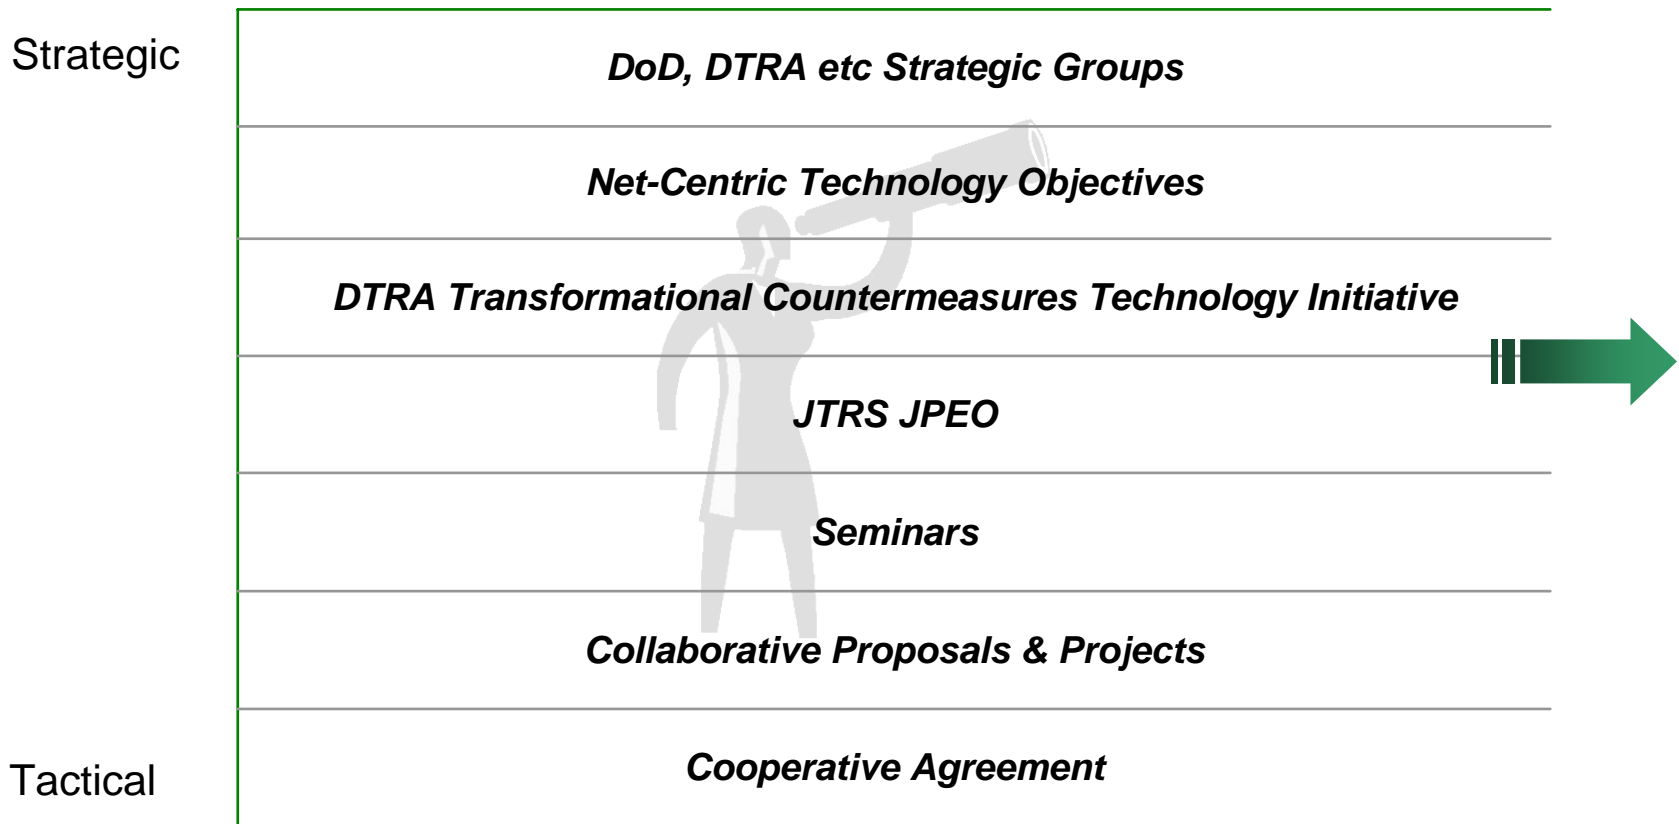 Strategic
DoD, DTRA etc Strategic Groups
Net-Centric Technology Objectives
DTRA Transformational Countermeasures Technology Initiative
JTRS JPEO
Seminars
Collaborative Proposals & Projects
Cooperative Agreement
Tactical